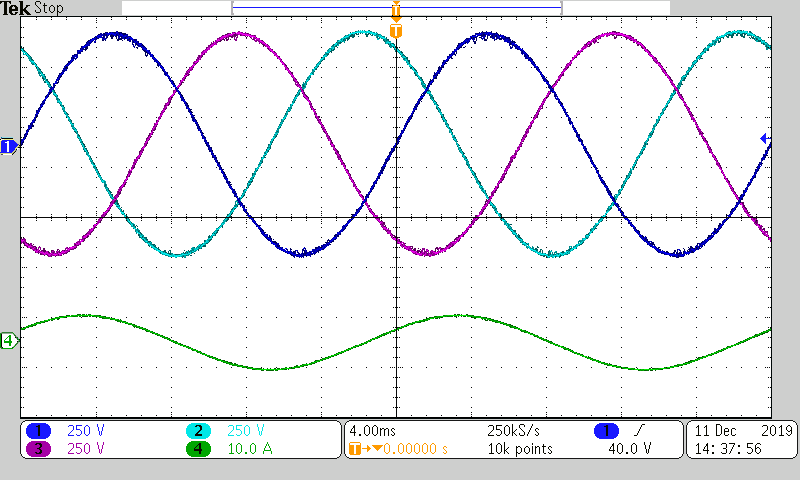 Tek Stop
T
T
1
4
1 250 V 2 250 V 4.00ms 250kS/s 1 11 Dec 2019
3 250 V 4 10.0 A T 0.00000 s 10k points 40.0 V 14:37:56